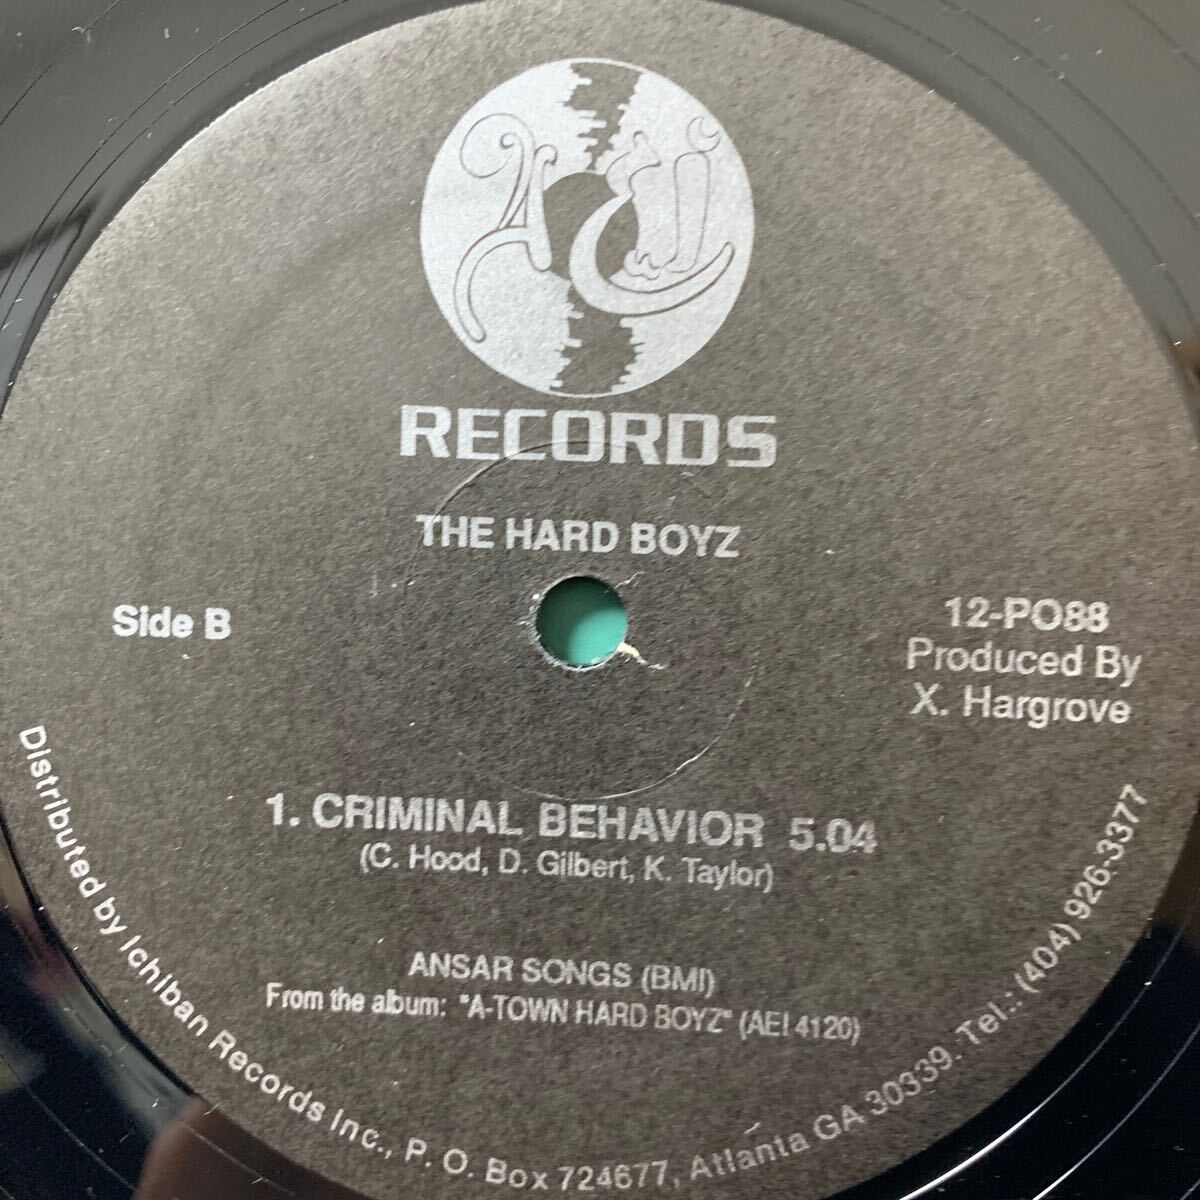 AEI
RECORDS
THE HARD BOYZ
Side B
12-PO88
Produced By
X. Hargrove
1. CRIMINAL BEHAVIOR 5.04
(C. Hood, D. Gilbert, K. Taylor)
ANSAR SONGS (BMI)
From the album: "A-TOWN HARD BOYZ" (AEI 4120)
Distributed by Ichiban Records Inc., P. O. Box 724677, Atlanta GA 30339. Tel.: (404) 926-3377